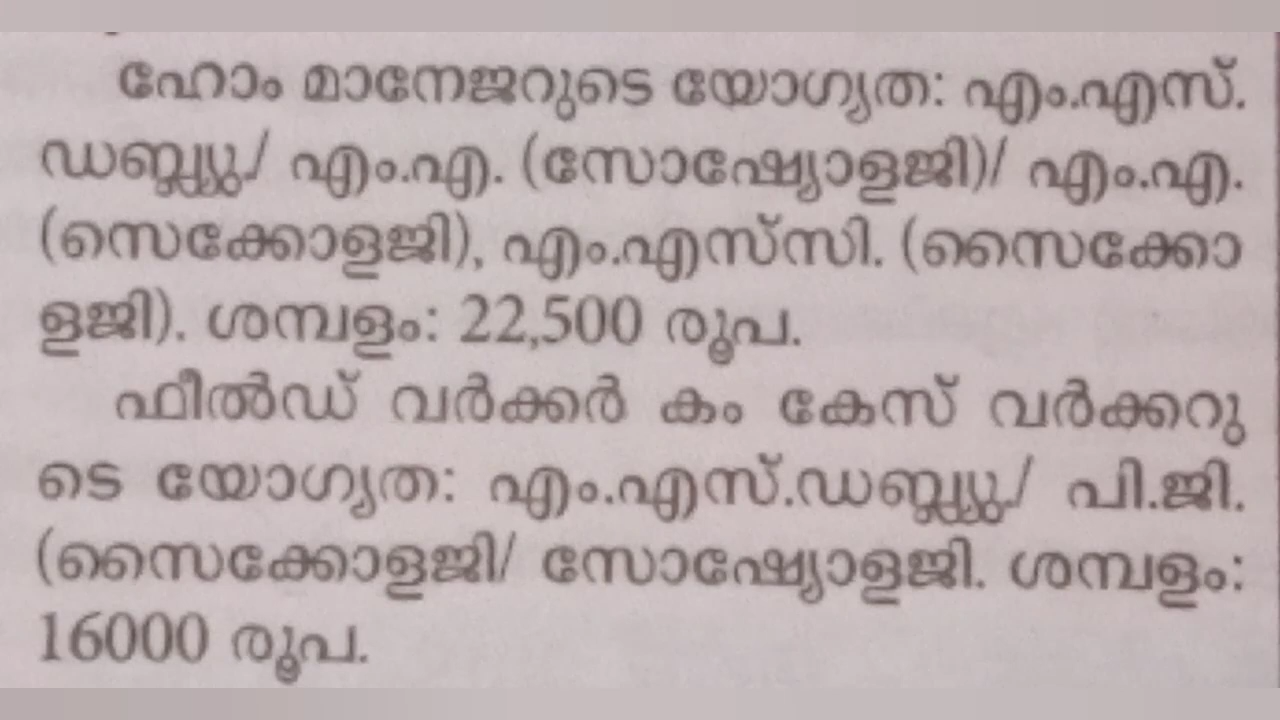 ഹോം മാനേജറുടെ യോഗ്യത: എം.എസ്.
ഡബ്ല്യു/ എം.എ. (സോഷ്യോളജി)/ എം.എ.
(സെക്കോളജി), എം.എസ്സി. (സൈക്കോ
ളജി). ശമ്പളം: 22,500 രൂപ.
ഫീൽഡ് വർക്കർ കം കേസ് വർക്കറു
ടെ യോഗ്യത: എം.എസ്.ഡബ്ല്യു/ പി.ജി.
(സൈക്കോളജി/ സോഷ്യോളജി. ശമ്പളം:
16000 രൂപ.